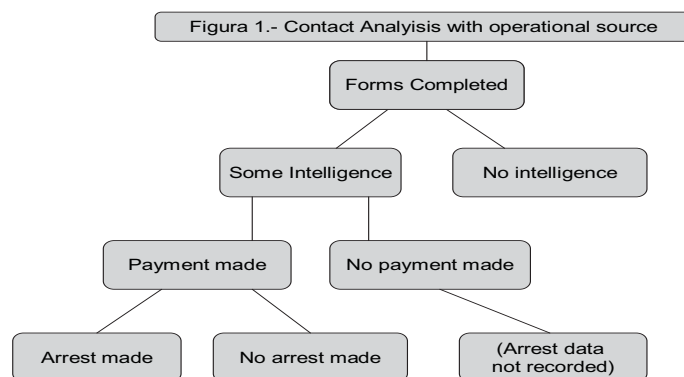 Figura 1.- Contact Analyisis with operational source
Forms Completed
Some Intelligence
No intelligence
Payment made
No payment made
Arrest made
No arrest made
(Arrest data
not recorded)